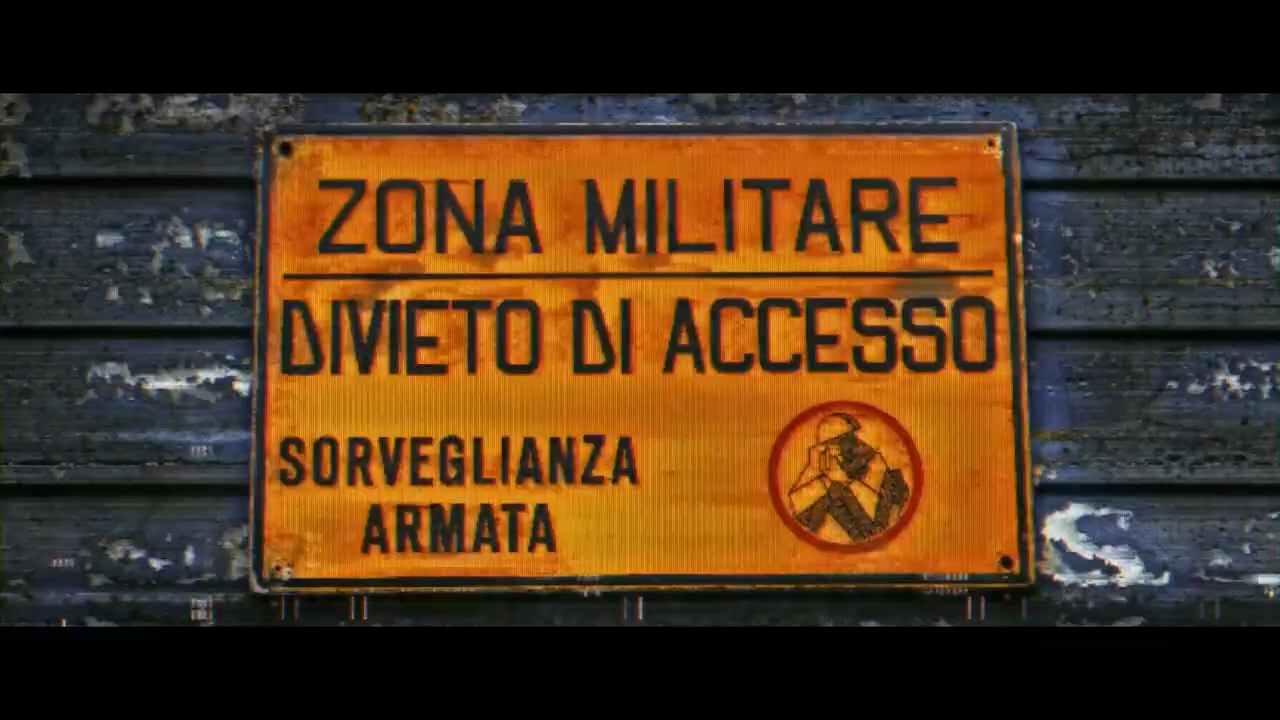 ZONA MILITARE
DIVIETO DI ACCESSO
SORVEGLIANZA
ARMATA
S